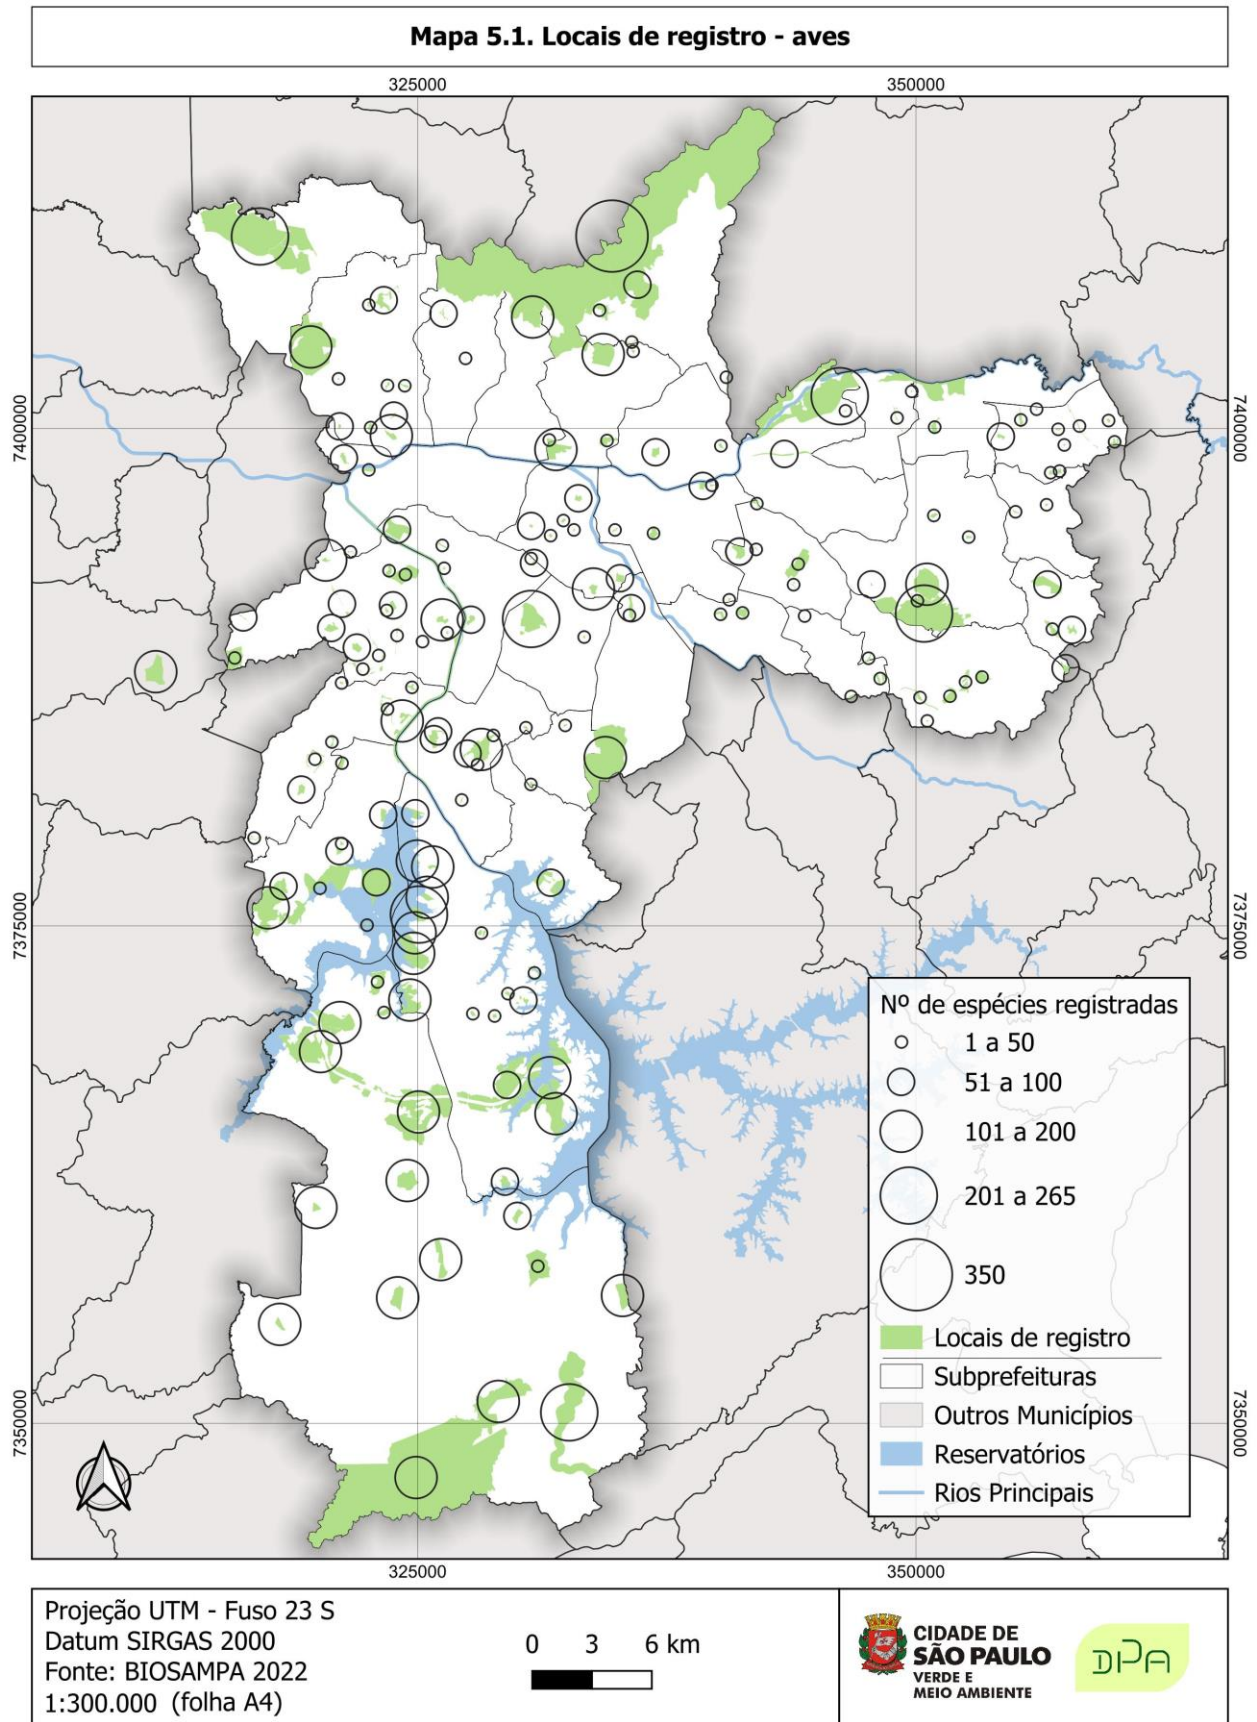 Mapa 5.1. Locais de registro - aves
325000
350000
7400000
7400000
7375000
7375000
7350000
7350000
Nº de espécies registradas
1 a 50
51 a 100
101 a 200
201 a 265
350
Locais de registro
Subprefeituras
Outros Municípios
Reservatórios
Rios Principais
325000
350000
Projeção UTM - Fuso 23 S
Datum SIRGAS 2000
Fonte: BIOSAMPA 2022
1:300.000 (folha A4)
0 3 6 km
CIDADE DE
SÃO PAULO
VERDE E
MEIO AMBIENTE
DPA